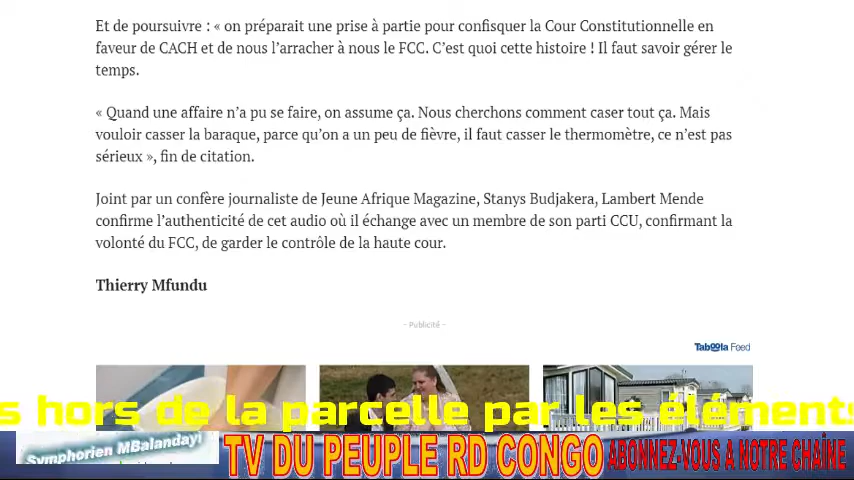 Et de poursuivre : « on préparait une prise à partie pour confisquer la Cour Constitutionnelle en
faveur de CACH et de nous l’arracher à nous le FCC. C’est quoi cette histoire ! Il faut savoir gérer le
temps.
« Quand une affaire n’a pu se faire, on assume ça. Nous cherchons comment caser tout ça. Mais
vouloir casser la baraque, parce qu’on a un peu de fièvre, il faut casser le thermomètre, ce n’est pas
sérieux », fin de citation.
Joint par un confère journaliste de Jeune Afrique Magazine, Stanys Budjakera, Lambert Mende
confirme l’authenticité de cet audio où il échange avec un membre de son parti CCU, confirmant la
volonté du FCC, de garder le contrôle de la haute cour.
Thierry Mfundu
- Publicité -
Taboola Feed
s hors de la parcelle par les éléments
Symphorien MBalandayi
TV DU PEUPLE RD CONGO
ABONNEZ-VOUS A NOTRE CHAÎNE